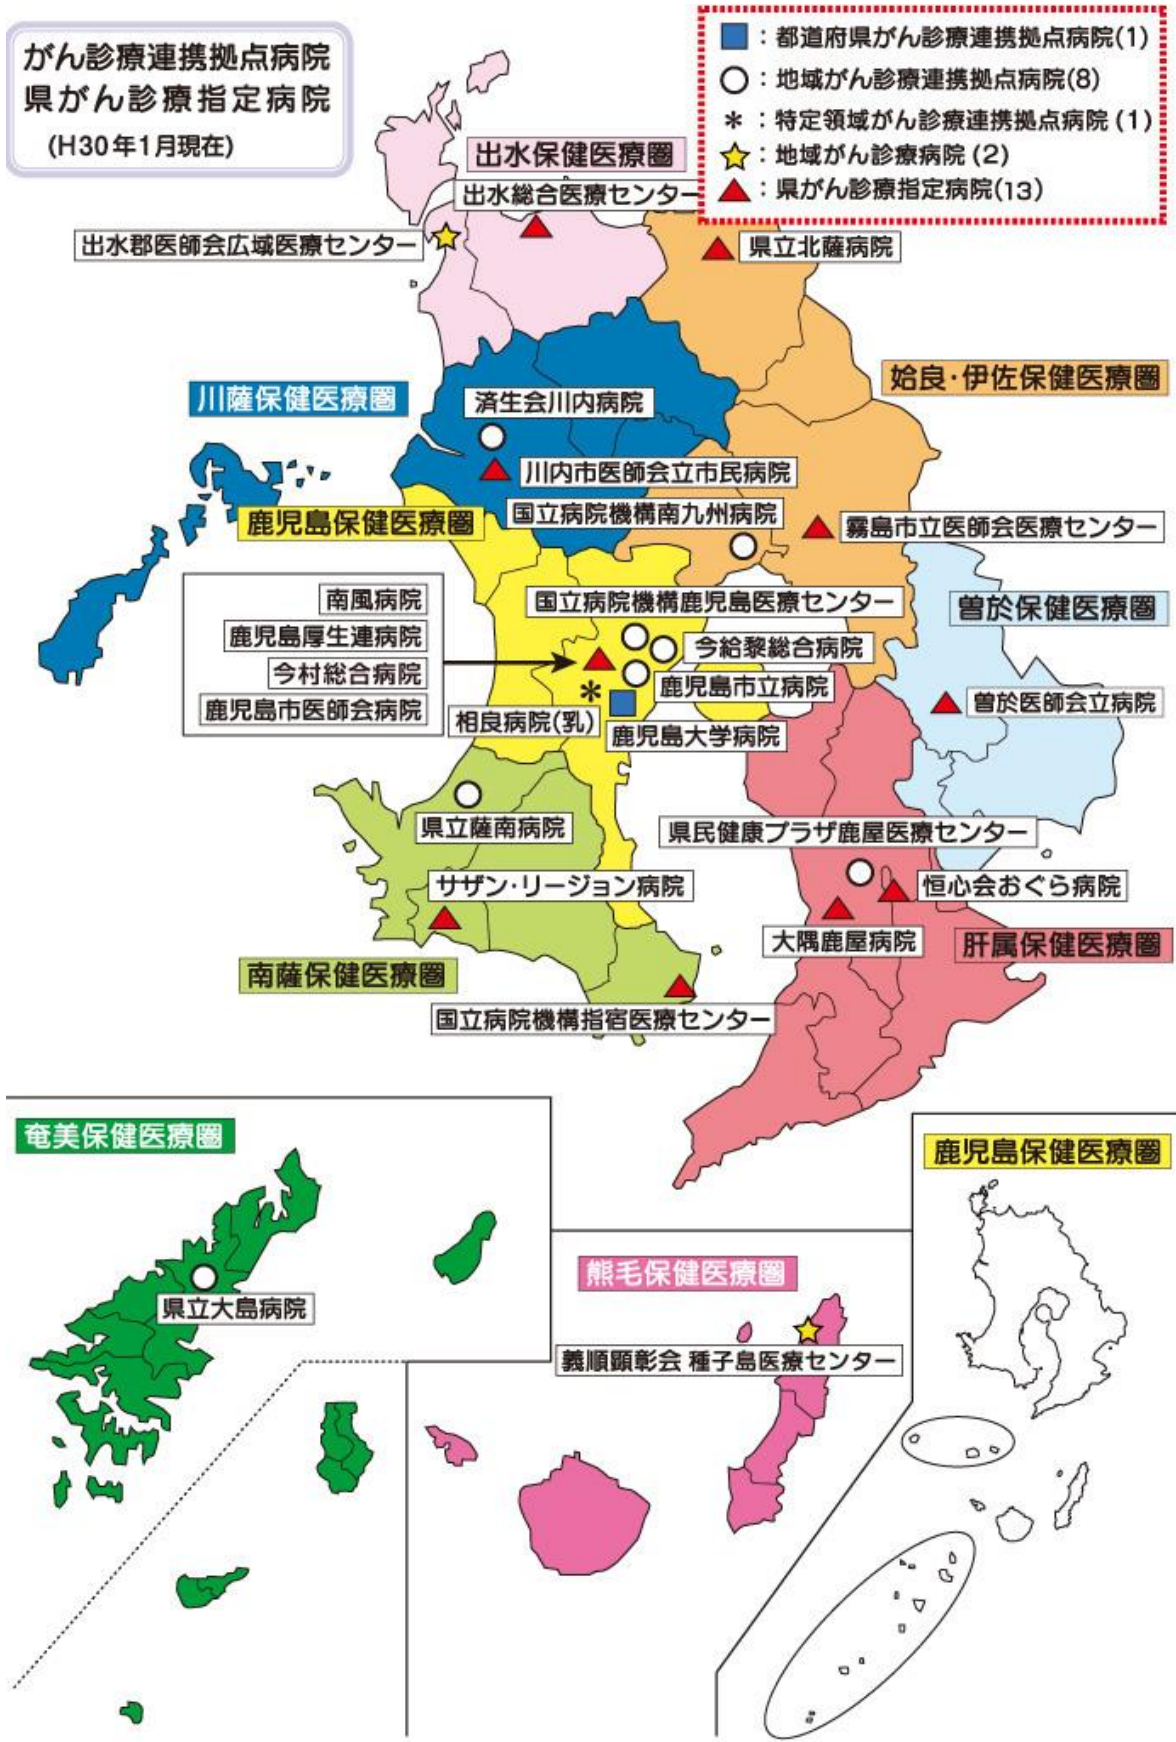 がん診療連携拠点病院
県がん診療指定病院
(H30年1月現在)
■：都道府県がん診療連携拠点病院(1)
○：地域がん診療連携拠点病院(8)
＊：特定領域がん診療連携拠点病院(1)
☆：地域がん診療病院(2)
▲：県がん診療指定病院(13)
出水保健医療圏
出水総合医療センター
出水郡医師会広域医療センター
県立北薩病院
姶良・伊佐保健医療圏
川薩保健医療圏
済生会川内病院
川内市医師会立市民病院
国立病院機構南九州病院
鹿児島保健医療圏
霧島市立医師会医療センター
南風病院
鹿児島厚生連病院
今村総合病院
鹿児島市医師会病院
国立病院機構鹿児島医療センター
今給黎総合病院
鹿児島市立病院
＊
相良病院(乳)
鹿児島大学病院
曽於保健医療圏
曽於医師会立病院
県立薩南病院
県民健康プラザ鹿屋医療センター
サザン・リージョン病院
恒心会おぐら病院
大隅鹿屋病院
肝属保健医療圏
南薩保健医療圏
国立病院機構指宿医療センター
奄美保健医療圏
県立大島病院
熊毛保健医療圏
義順顕彰会 種子島医療センター
鹿児島保健医療圏